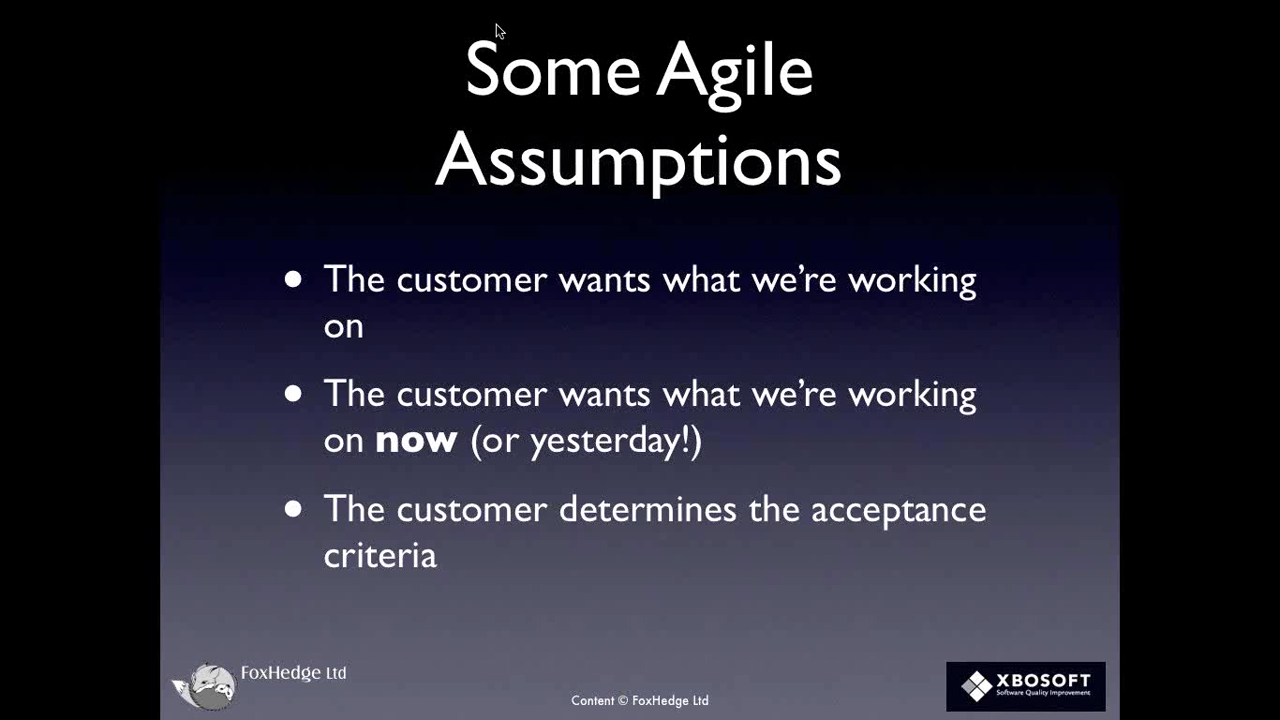 Some Agile
Assumptions
• The customer wants what we’re working
on
• The customer wants what we’re working
on now (or yesterday!)
• The customer determines the acceptance
criteria
FoxHedge Ltd
Content © FoxHedge Ltd
XBOSOFT
Software Quality Improvement